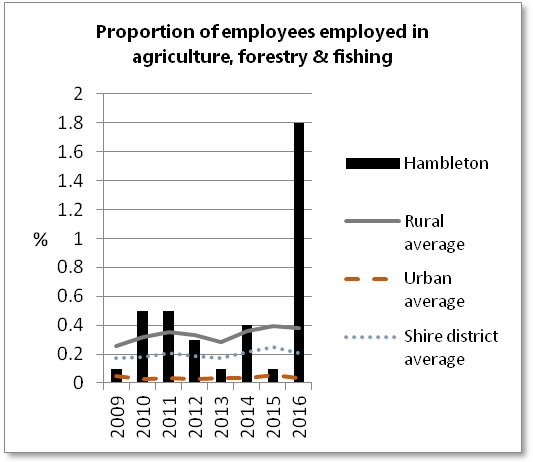 Proportion of employees employed in
agriculture, forestry & fishing
2
1.8
1.6
1.4
1.2
1
0.8
0.6
0.4
0.2
0
%
2009
2010
2011
2012
2013
2014
2015
2016
Hambleton
Rural
average
Urban
average
Shire district
average